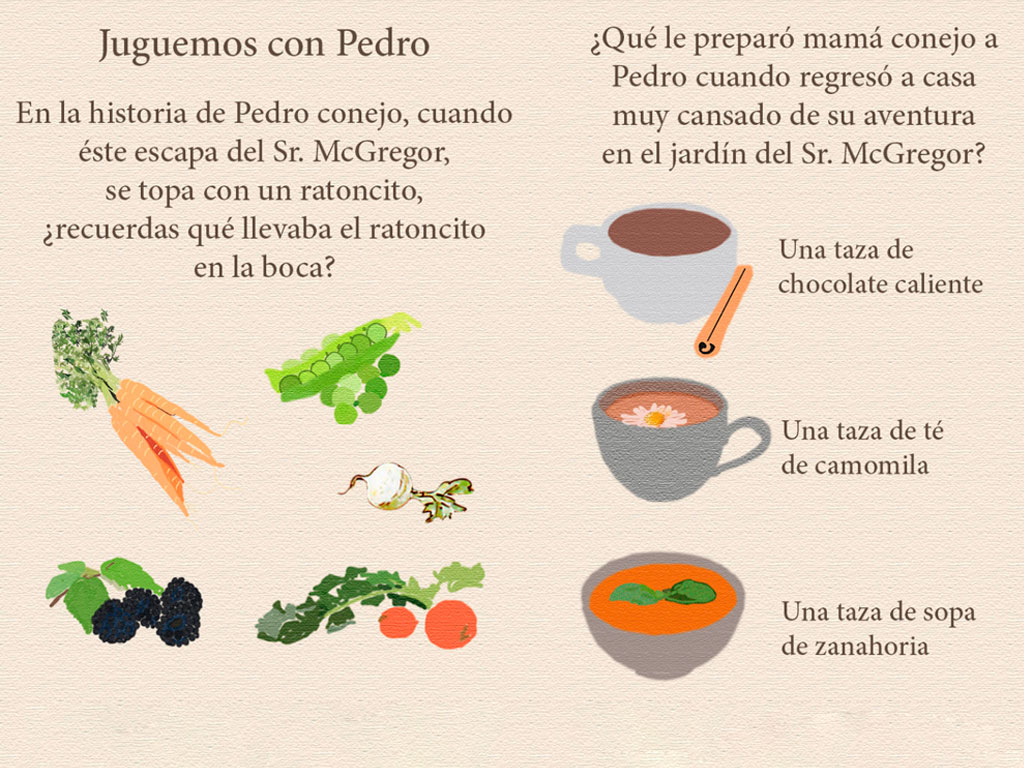 Juguemos con Pedro
En la historia de Pedro conejo, cuando
éste escapa del Sr. McGregor,
se topa con un ratoncito,
¿recuerdas qué llevaba el ratoncito
en la boca?
¿Qué le preparó mamá conejo a
Pedro cuando regresó a casa
muy cansado de su aventura
en el jardín del Sr. McGregor?
Una taza de
chocolate caliente
Una taza de té
de camomila
Una taza de sopa
de zanahoria